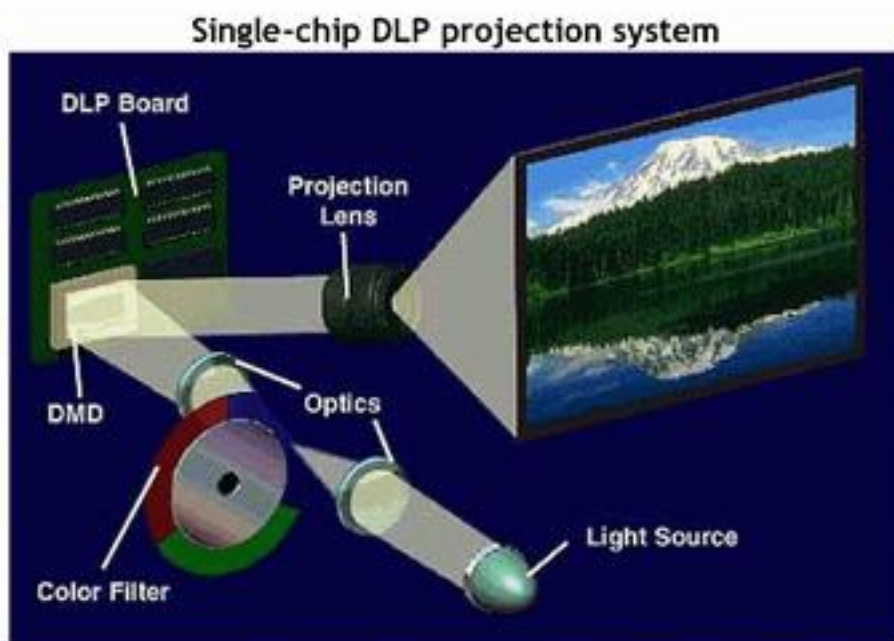 Single-chip DLP projection system
DLP Board
Projection
Lens
DMD
Optics
Color Filter
Light Source